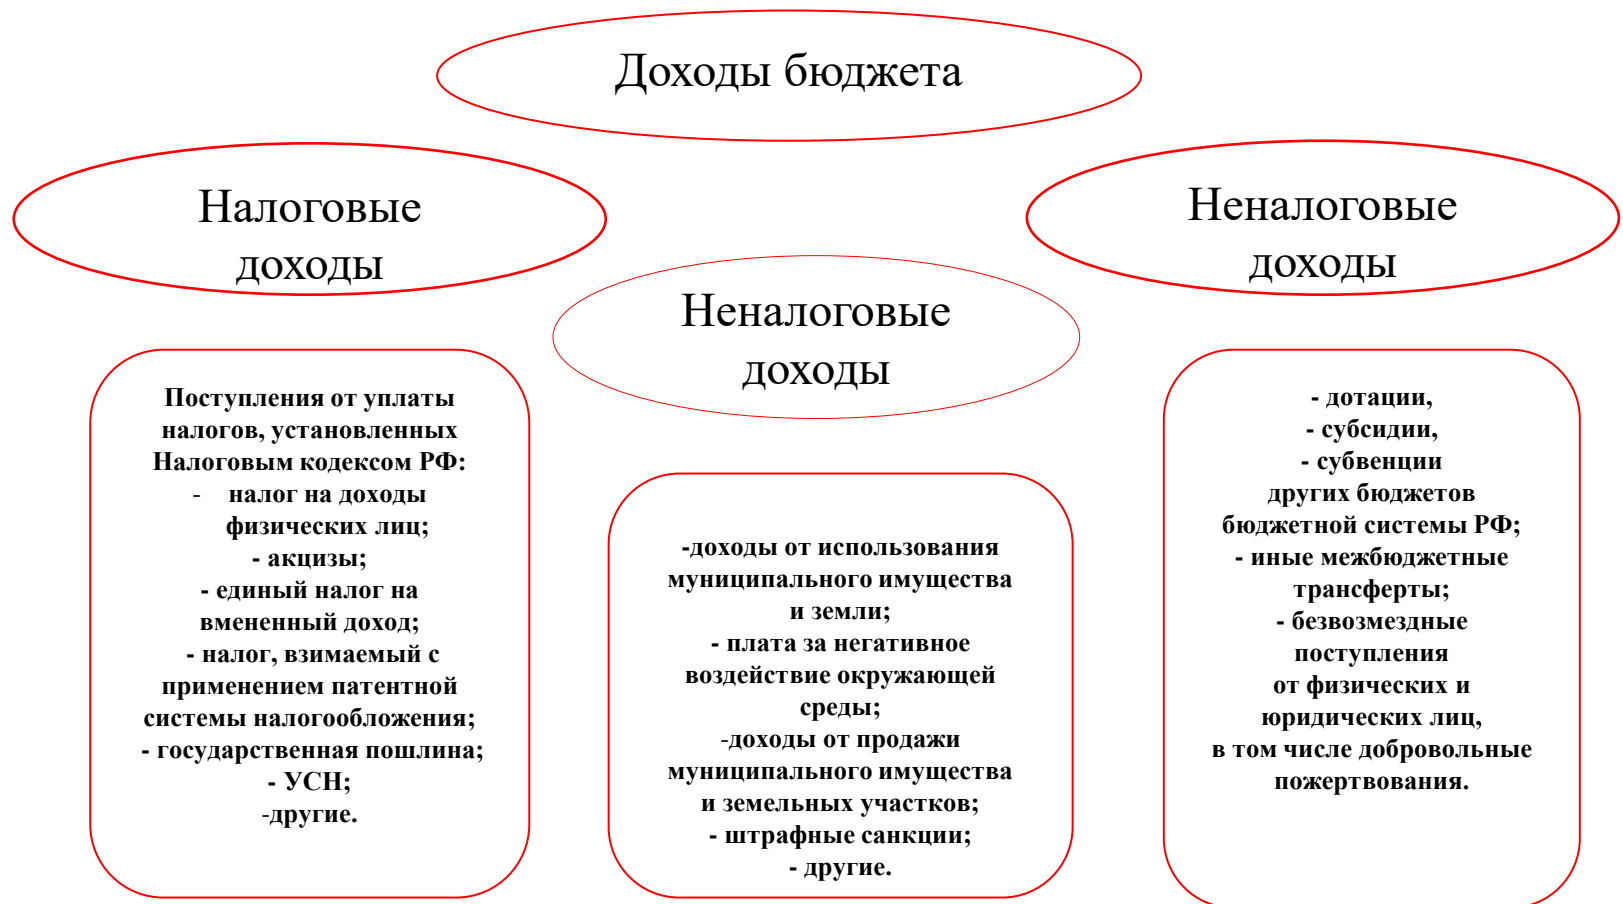 Доходы бюджета
Налоговые
доходы
Неналоговые
доходы
Неналоговые
доходы
Поступления от уплаты
налогов, установленных
Налоговым кодексом РФ:
- налог на доходы
физических лиц;
- акцизы;
- единый налог на
вмененный доход;
- налог, взимаемый с
применением патентной
системы налогообложения;
- государственная пошлина;
- УСН;
-другие.
-доходы от использования
муниципального имущества
и земли;
- плата за негативное
воздействие окружающей
среды;
-доходы от продажи
муниципального имущества
и земельных участков;
- штрафные санкции;
- другие.
- дотации,
- субсидии,
- субвенции
других бюджетов
бюджетной системы РФ;
- иные межбюджетные
трансферты;
- безвозмездные
поступления
от физических и
юридических лиц,
в том числе добровольные
пожертвования.